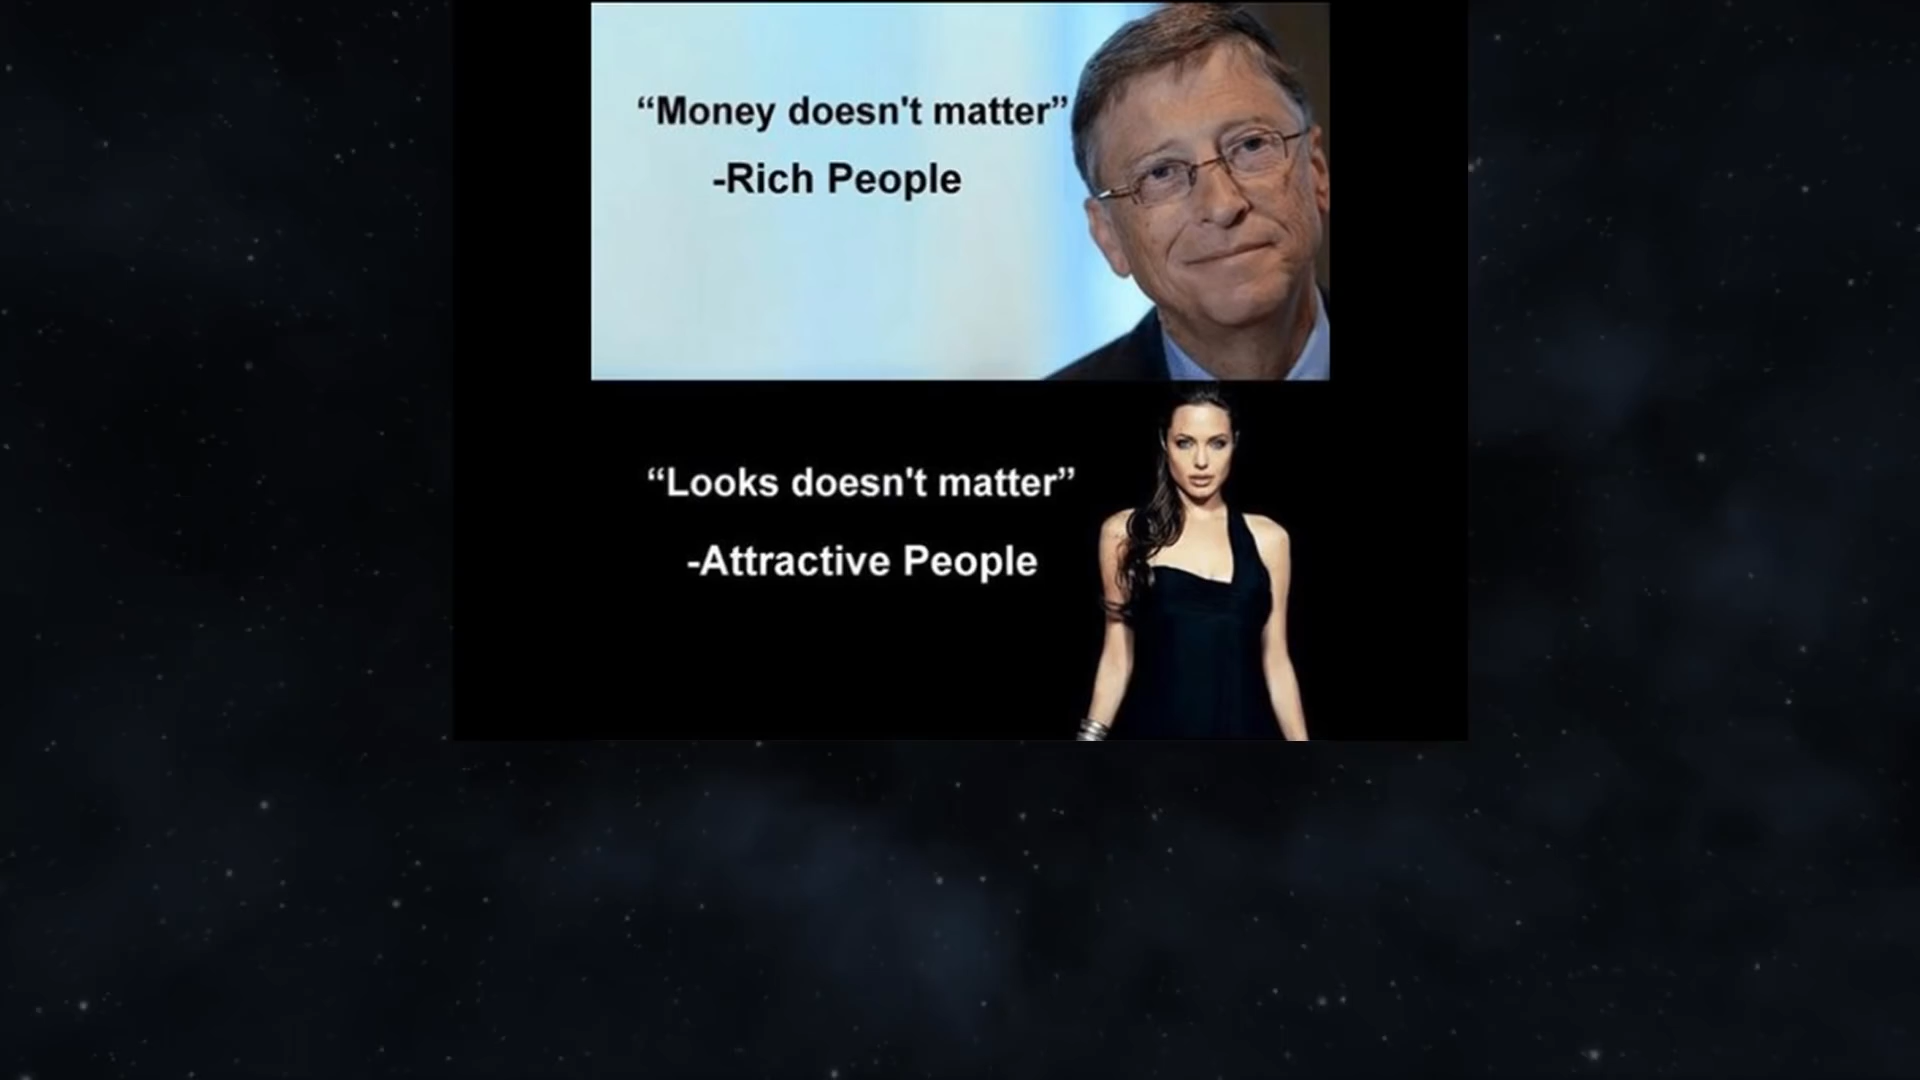 “Money doesn't matter”
-Rich People
“Looks doesn't matter”
-Attractive People